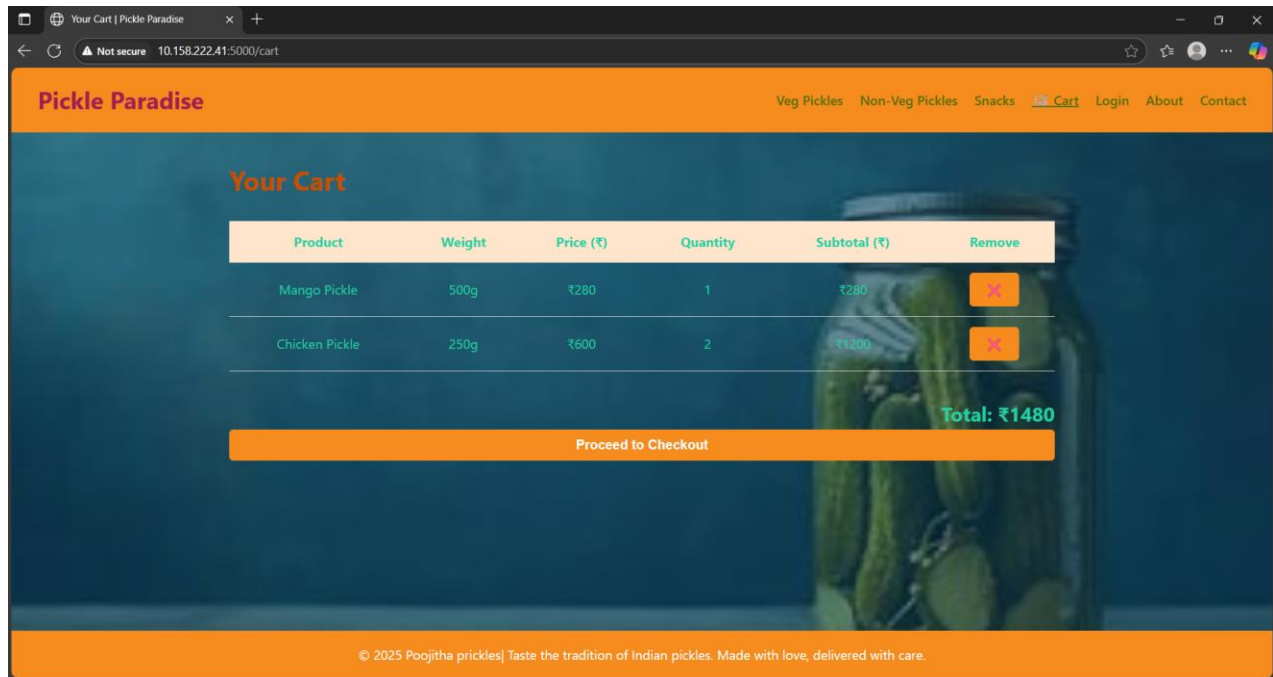 Your Cart | Pickle Paradise
Not secure 10.158.222.41:5000/cart
Pickle Paradise
Veg Pickles Non-Veg Pickles Snacks Cart Login About Contact
Your Cart
Product Weight Price (₹) Quantity Subtotal (₹) Remove
Mango Pickle 500g ₹280 1 ₹280
Chicken Pickle 250g ₹600 2 ₹1200
Total: ₹1480
Proceed to Checkout
© 2025 Poojitha prickles| Taste the tradition of Indian pickles. Made with love, delivered with care.